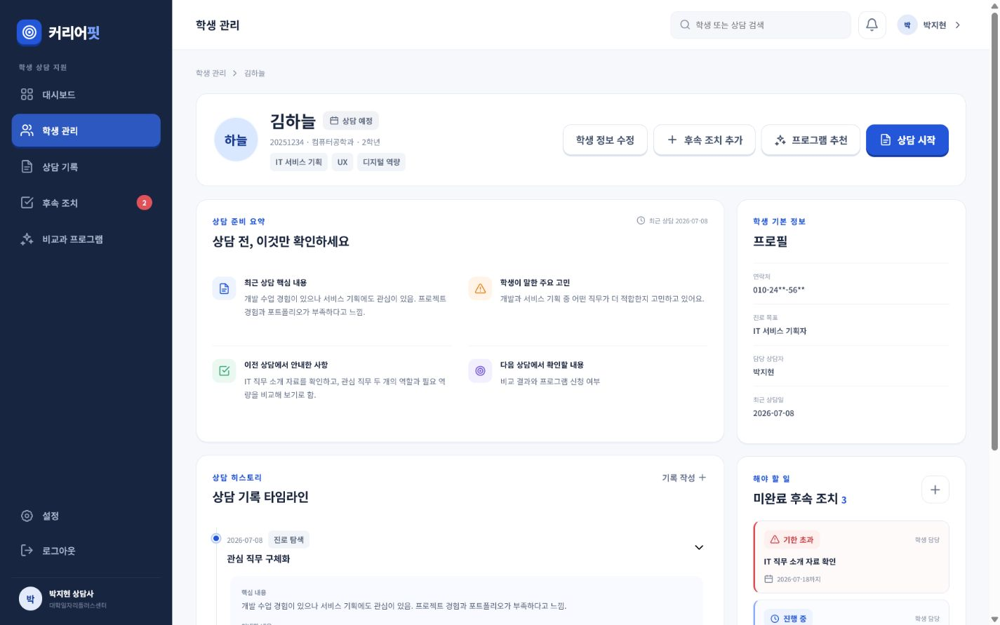 커리어핏
학생 상담 지원
대시보드
학생 관리
상담 기록
후속 조치
2
비교과 프로그램
설정
로그아웃
박
박지현 상담사
대학일자리플러스센터
학생 관리
학생 또는 상담 검색
박
박지현
학생 관리
김하늘
하늘
김하늘
상담 예정
20251234 · 컴퓨터공학과 · 2학년
IT 서비스 기획
UX
디지털 역량
학생 정보 수정
후속 조치 추가
프로그램 추천
상담 시작
상담 준비 요약
최근 상담 2026-07-08
상담 전, 이것만 확인하세요
최근 상담 핵심 내용
개발 수업 경험이 있으나 서비스 기획에도 관심이 있음. 프로젝트
경험과 포트폴리오가 부족하다고 느낌.
학생이 말한 주요 고민
개발과 서비스 기획 중 어떤 직무가 더 적합한지 고민하고 있어요.
이전 상담에서 안내한 사항
IT 직무 소개 자료를 확인하고, 관심 직무 두 개의 역할과 필요 역
량을 비교해 보기로 함.
다음 상담에서 확인할 내용
비교 결과와 프로그램 신청 여부
학생 기본 정보
프로필
연락처
010-24**-56**
진로 목표
IT 서비스 기획자
담당 상담자
박지현
최근 상담일
2026-07-08
상담 히스토리
기록 작성
상담 기록 타임라인
2026-07-08
진로 탐색
관심 직무 구체화
핵심 내용
개발 수업 경험이 있으나 서비스 기획에도 관심이 있음. 프로젝트 경험과 포트폴리오가 부족하다고 느낌.
해야 할 일
미완료 후속 조치 3
기한 초과
학생 담당
IT 직무 소개 자료 확인
2026-07-18까지
진행 중
학생 담당